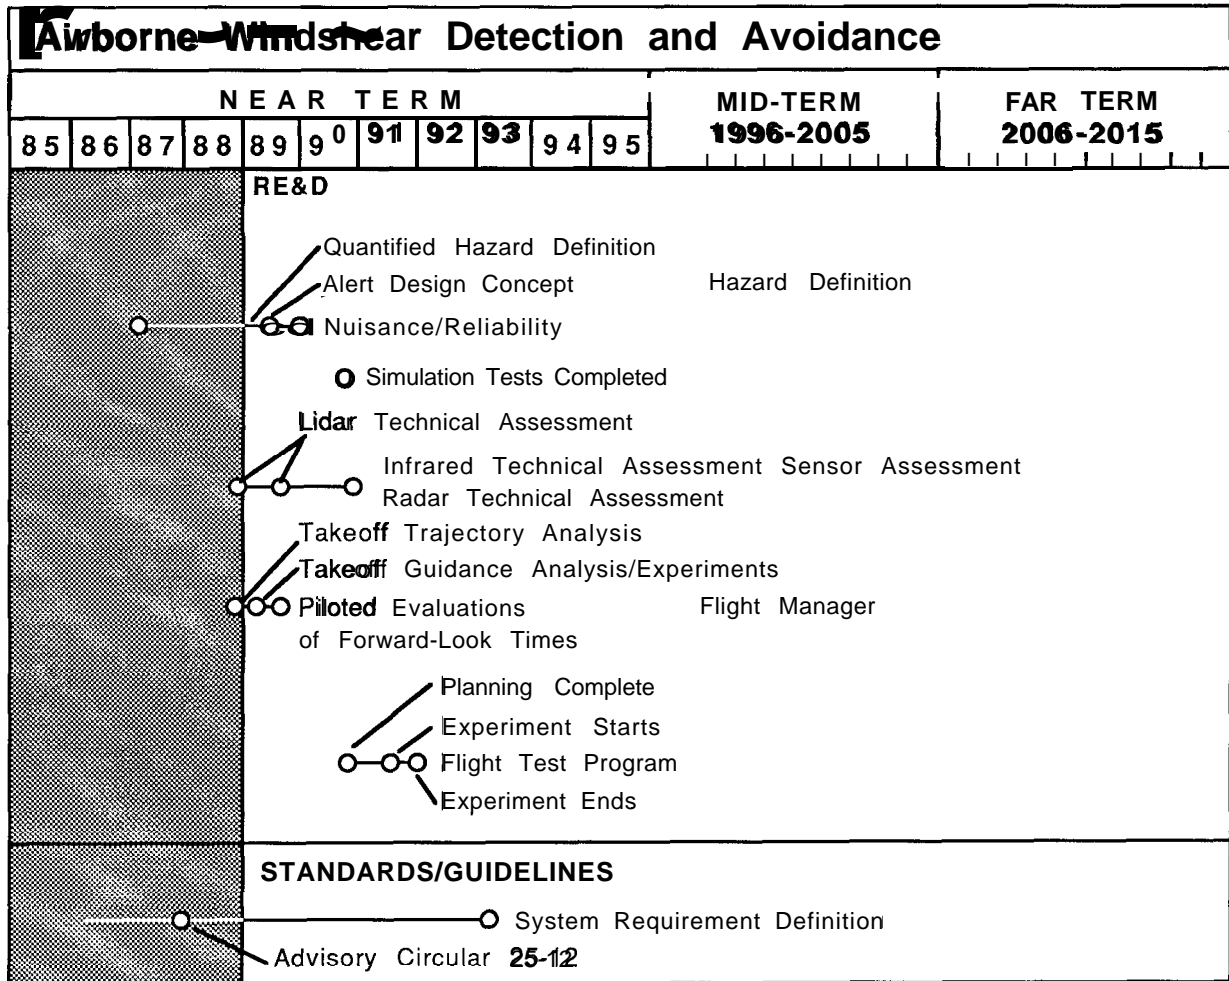 Airborne Windshear Detection and Avoidance
NEAR TERM
MID-TERM
FAR TERM
85 86 87 88 89 90 91 92 93 94 95
1996-2005
2006-2015
RE&D
Quantified Hazard Definition
Alert Design Concept
Hazard Definition
Nuisance/Reliability
Simulation Tests Completed
Lidar Technical Assessment
Infrared Technical Assessment Sensor Assessment
Radar Technical Assessment
Takeoff Trajectory Analysis
Takeoff Guidance Analysis/Experiments
Piloted Evaluations
Flight Manager
of Forward-Look Times
Planning Complete
Experiment Starts
Flight Test Program
Experiment Ends
STANDARDS/GUIDELINES
System Requirement Definition
Advisory Circular 25-12